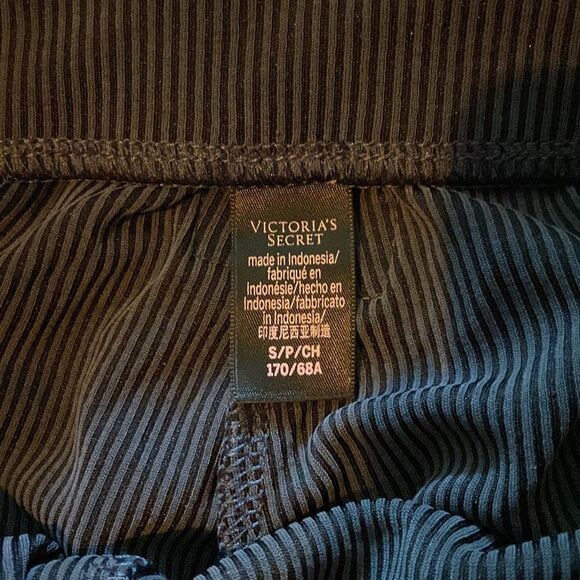 VICTORIA'S
SECRET
made in Indonesia/
fabriqué en
Indonésie/hecho en
Indonesia/fabbricato
in Indonesia/
印度尼西亚制造
S/P/CH
170/68A